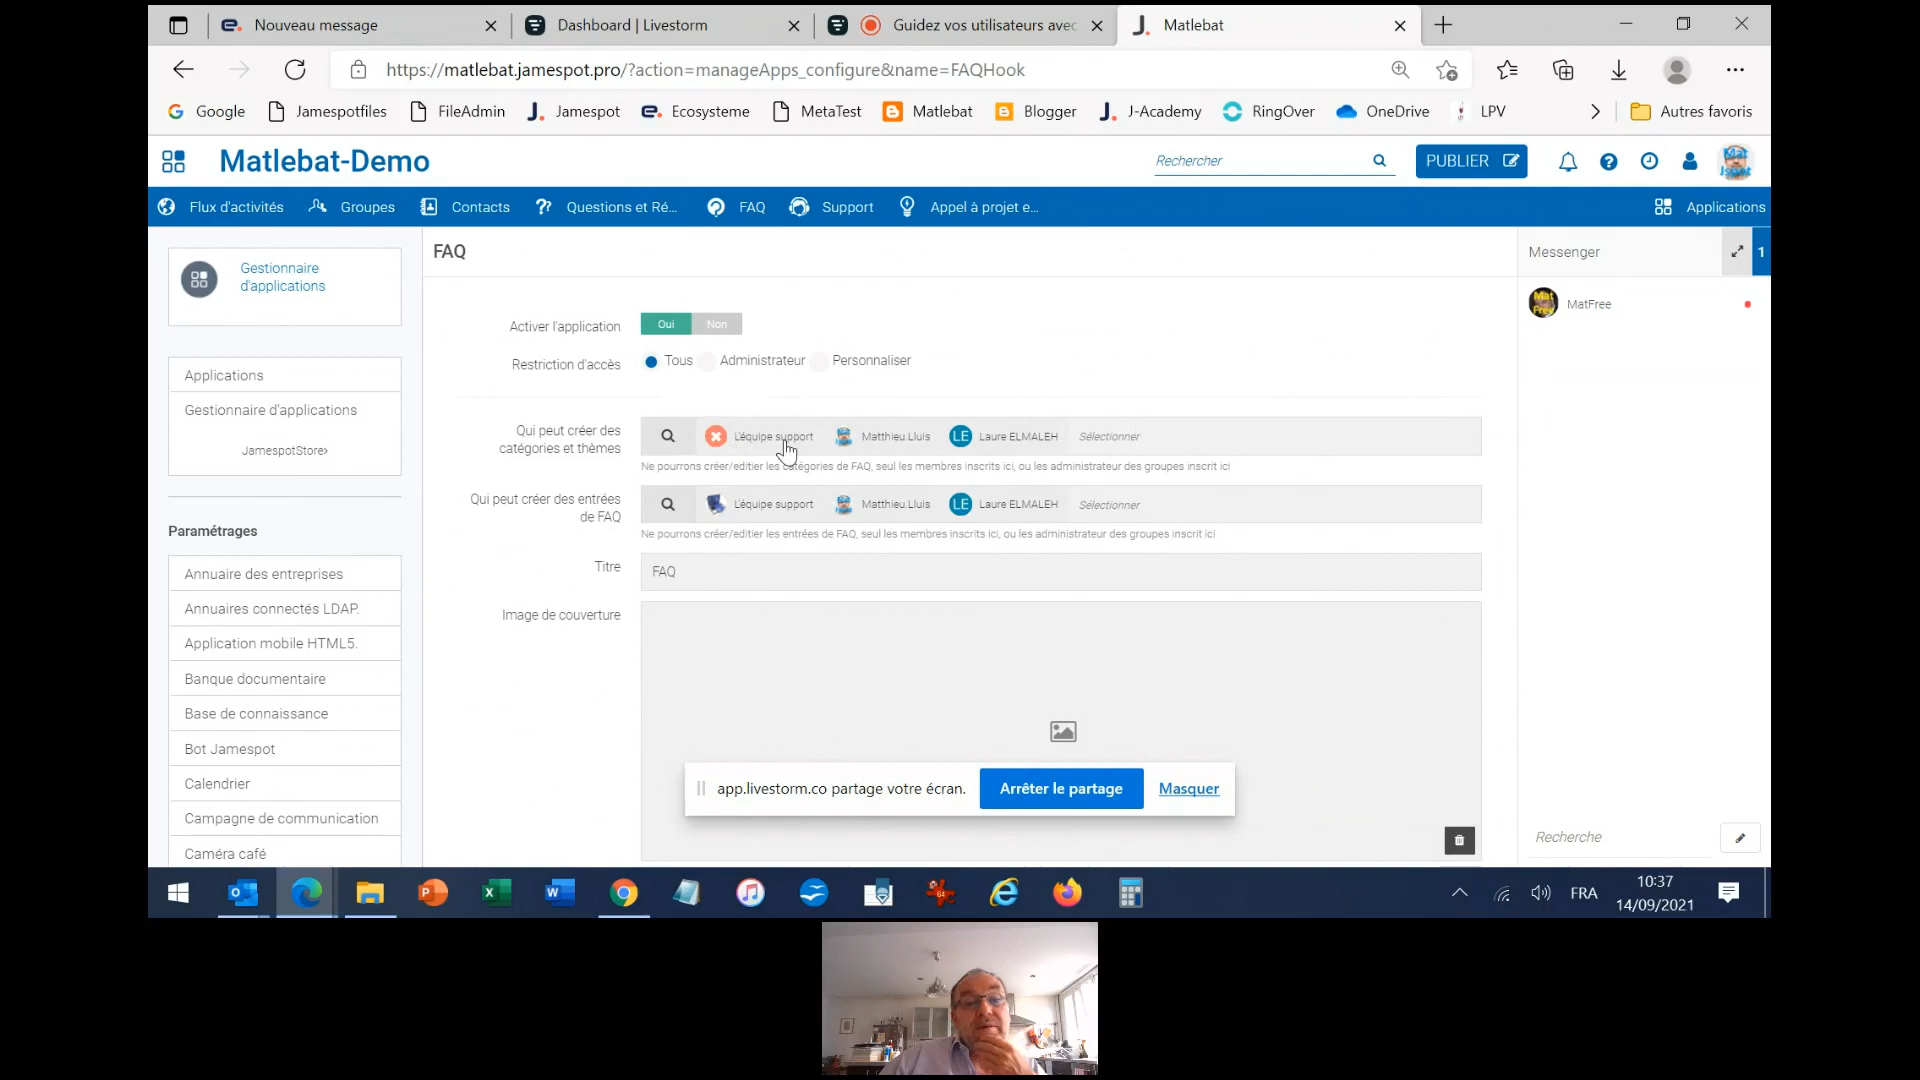 Nouveau message
Dashboard | Livestorm
Guidez vos utilisateurs avec
Matlebat
https://matlebat.jamespot.pro/?action=manageApps_configure&name=FAQHook
Google
Jamespotfiles
FileAdmin
Jamespot
Ecosysteme
MetaTest
Matlebat
Blogger
J-Academy
RingOver
OneDrive
LPV
Autres favoris
Matlebat-Demo
Rechercher
PUBLIER
Flux d'activités
Groupes
Contacts
Questions et Ré...
FAQ
Support
Appel à projet e...
Applications
Gestionnaire
d'applications
Applications
Gestionnaire d'applications
JamespotStore>
Paramétrages
Annuaire des entreprises
Annuaires connectés LDAP.
Application mobile HTML5.
Banque documentaire
Base de connaissance
Bot Jamespot
Calendrier
Campagne de communication
Caméra café
FAQ
Activer l'application
Oui
Non
Restriction d'accès
Tous
Administrateur
Personnaliser
Qui peut créer des
catégories et thèmes
L'équipe support
Matthieu.Lluis
LE
Laure ELMALEH
Sélectionner
Ne pourrons créer/editier les catégories de FAQ, seul les membres inscrits ici, ou les administrateur des groupes inscrit ici
Qui peut créer des entrées
de FAQ
L'équipe support
Matthieu.Lluis
LE
Laure ELMALEH
Sélectionner
Ne pourrons créer/editier les entrées de FAQ, seul les membres inscrits ici, ou les administrateur des groupes inscrit ici
Titre
FAQ
Image de couverture
app.livestorm.co partage votre écran.
Arrêter le partage
Masquer
Messenger
1
MatFree
Recherche
FRA
10:37
14/09/2021